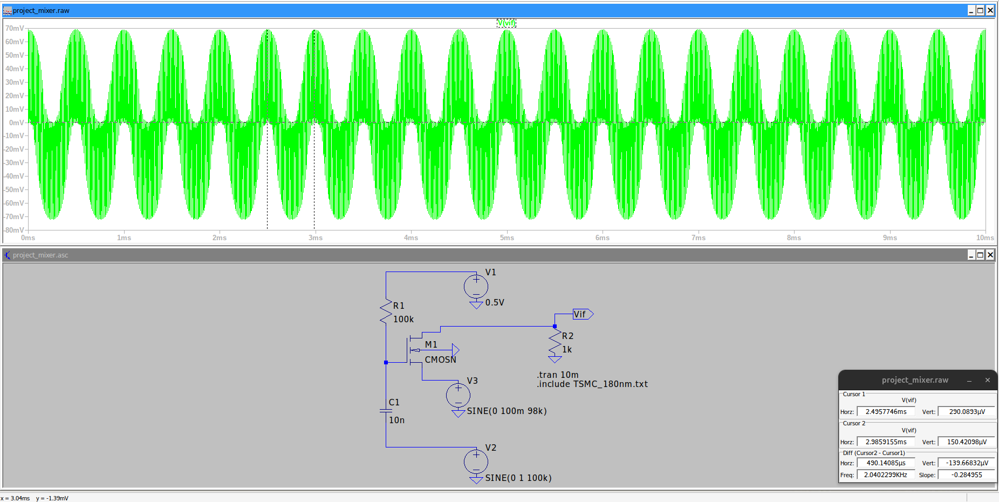 project_mixer.raw
V(vif)
70mV
60mV
50mV
40mV
30mV
20mV
10mV
0mV
-10mV
-20mV
-30mV
-40mV
-50mV
-60mV
-70mV
-80mV
0ms 1ms 2ms 3ms 4ms 5ms 6ms 7ms 8ms 9ms 10ms
project_mixer.asc
V1
0.5V
R1
100k
Vif
R2
1k
M1
CMOSN
.tran 10m
.include TSMC_180nm.txt
V3
SINE(0 100m 98k)
C1
10n
V2
SINE(0 1 100k)
project_mixer.raw
Cursor 1
V(vif)
Horz: 2.4957746ms Vert: 290.0893µV
Cursor 2
V(vif)
Horz: 2.9859155ms Vert: 150.42098µV
Diff (Cursor2 - Cursor1)
Horz: 490.14085µs Vert: -139.66832µV
Freq: 2.0402299KHz Slope: -0.284955
x = 3.04ms y = -1.39mV